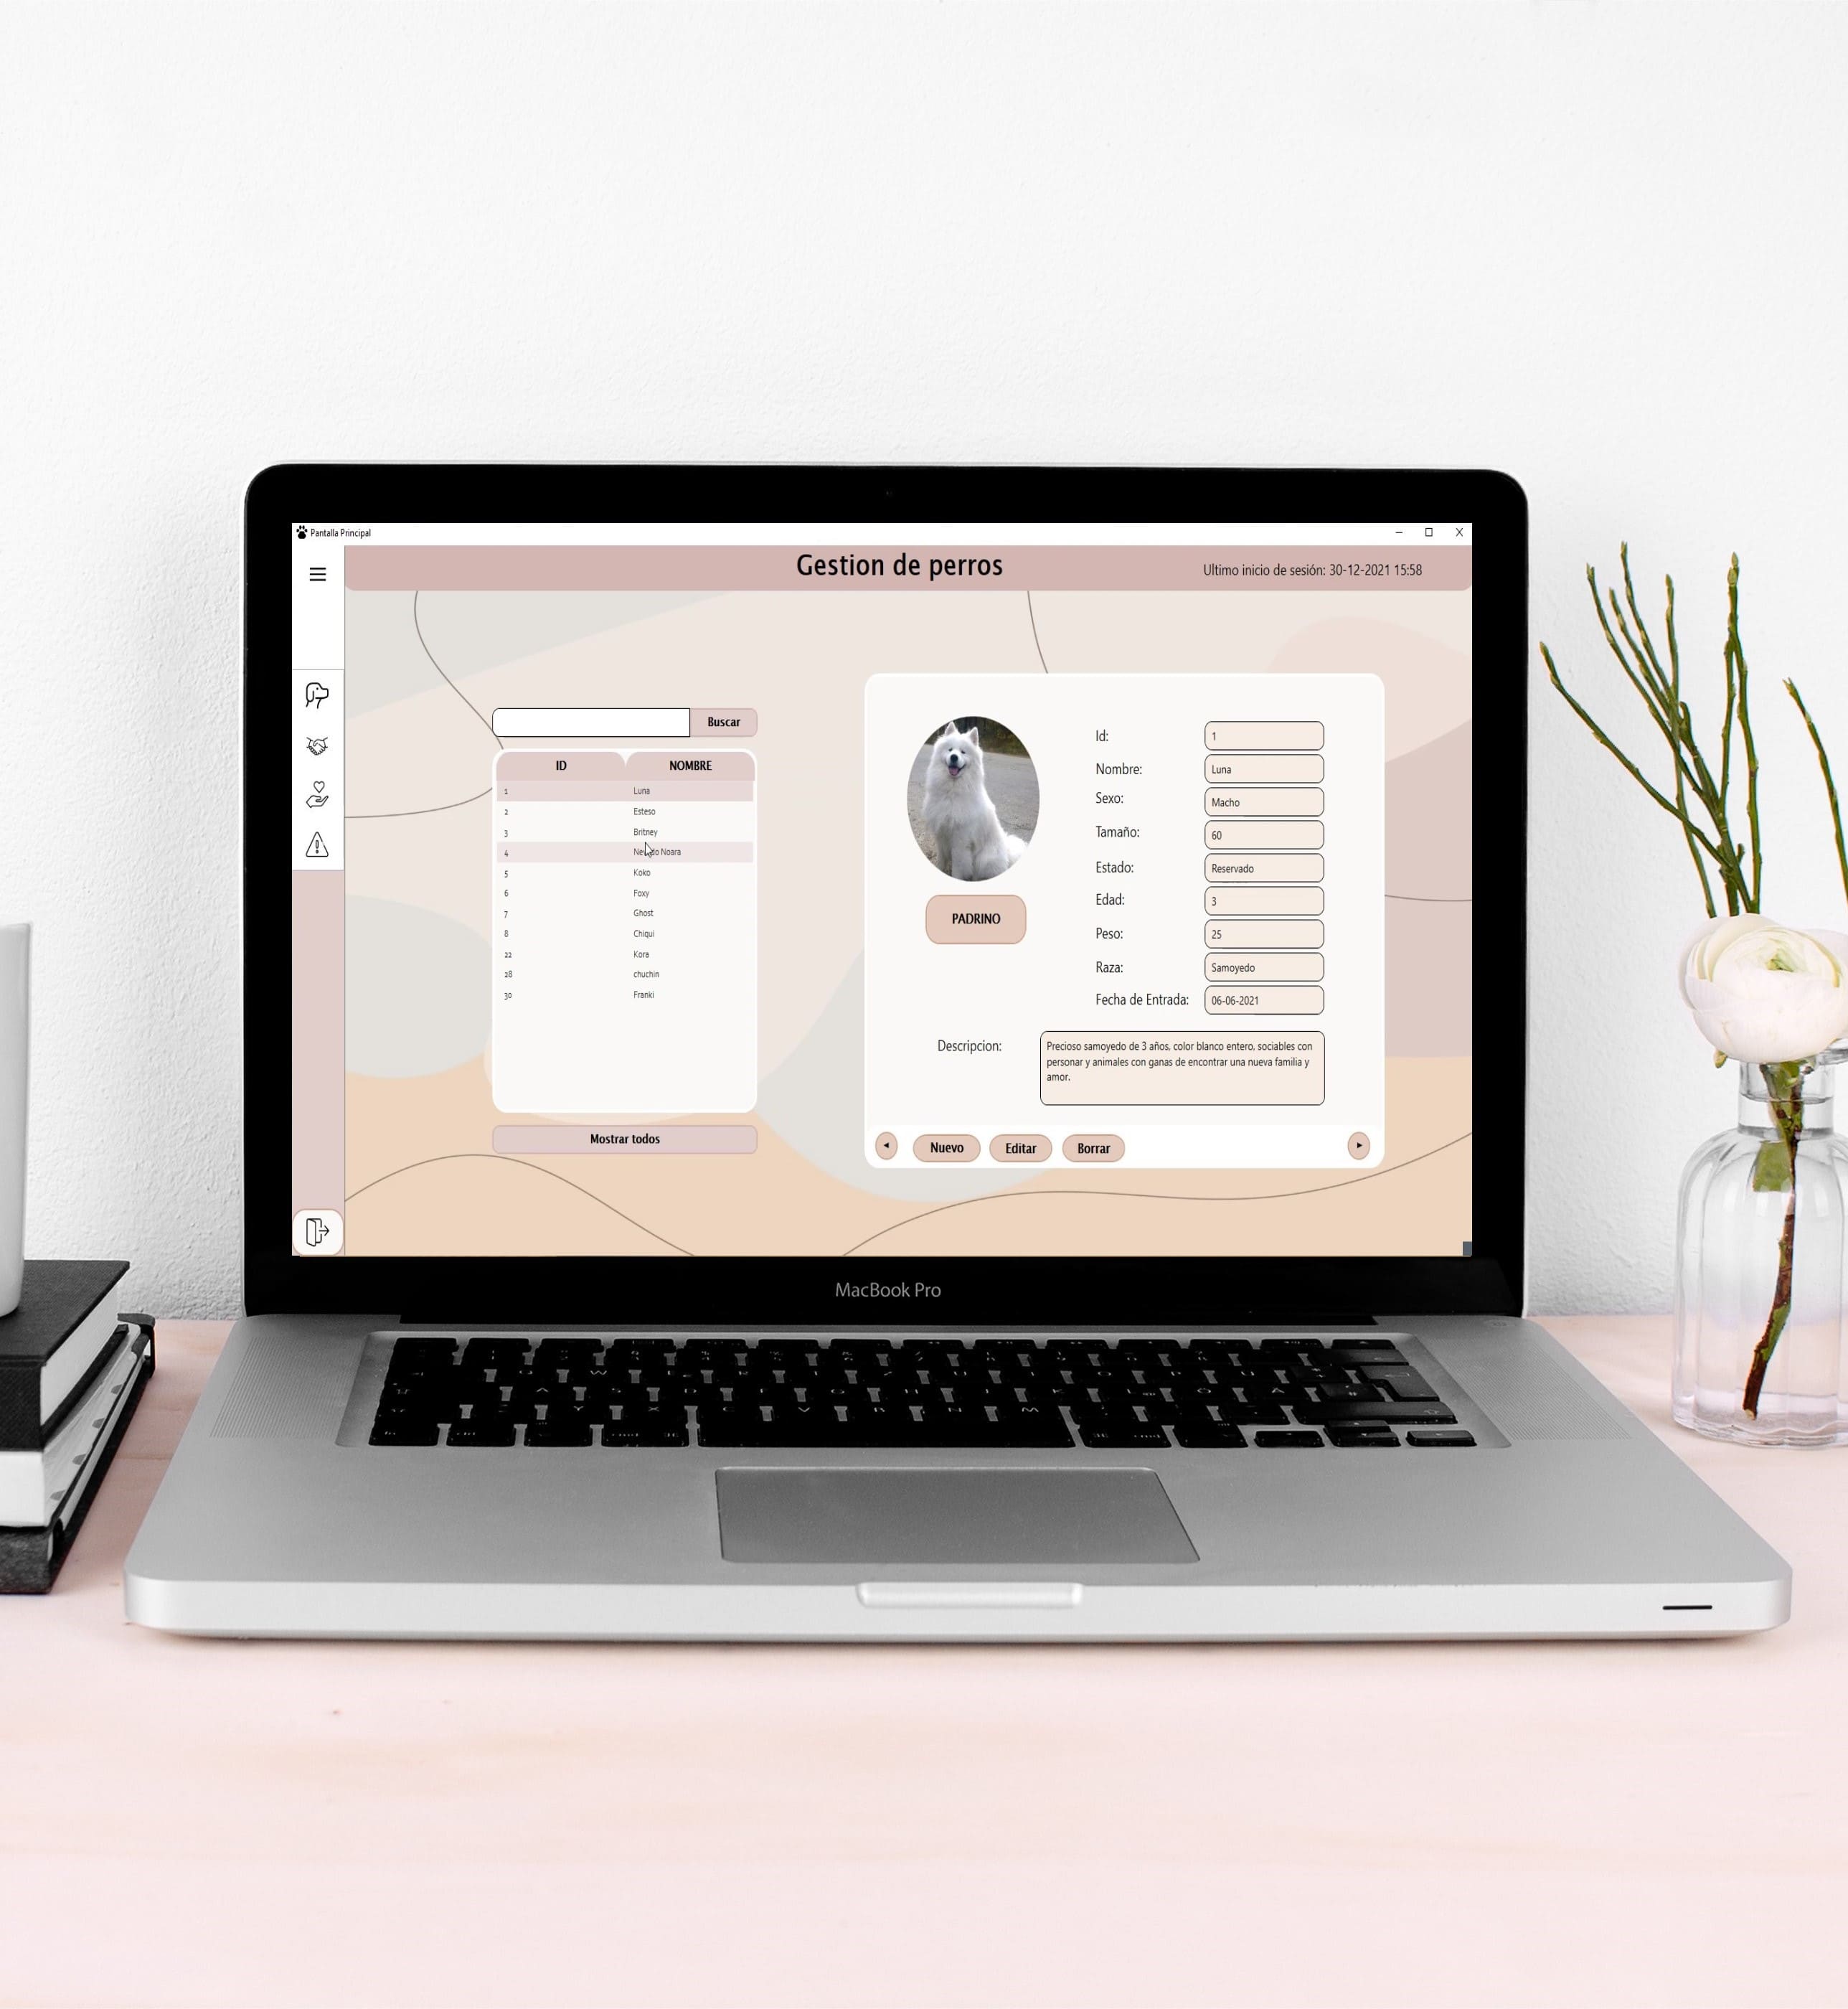 Pantalla Principal
Gestion de perros
Ultimo inicio de sesión: 30-12-2021 15:58
Buscar
ID NOMBRE
1 Luna
2 Esteso
3 Britney
4 Noara
5 Koko
6 Foxy
7 Ghost
8 Chiqui
22 Kora
28 chuchin
30 Franki
Mostrar todos
PADRINO
Id: 1
Nombre: Luna
Sexo: Macho
Tamaño: 60
Estado: Reservado
Edad: 3
Peso: 25
Raza: Samoyedo
Fecha de Entrada: 06-06-2021
Descripcion: Precioso samoyedo de 3 años, color blanco entero, sociables con
personar y animales con ganas de encontrar una nueva familia y
amor.
Nuevo Editar Borrar
MacBook Pro